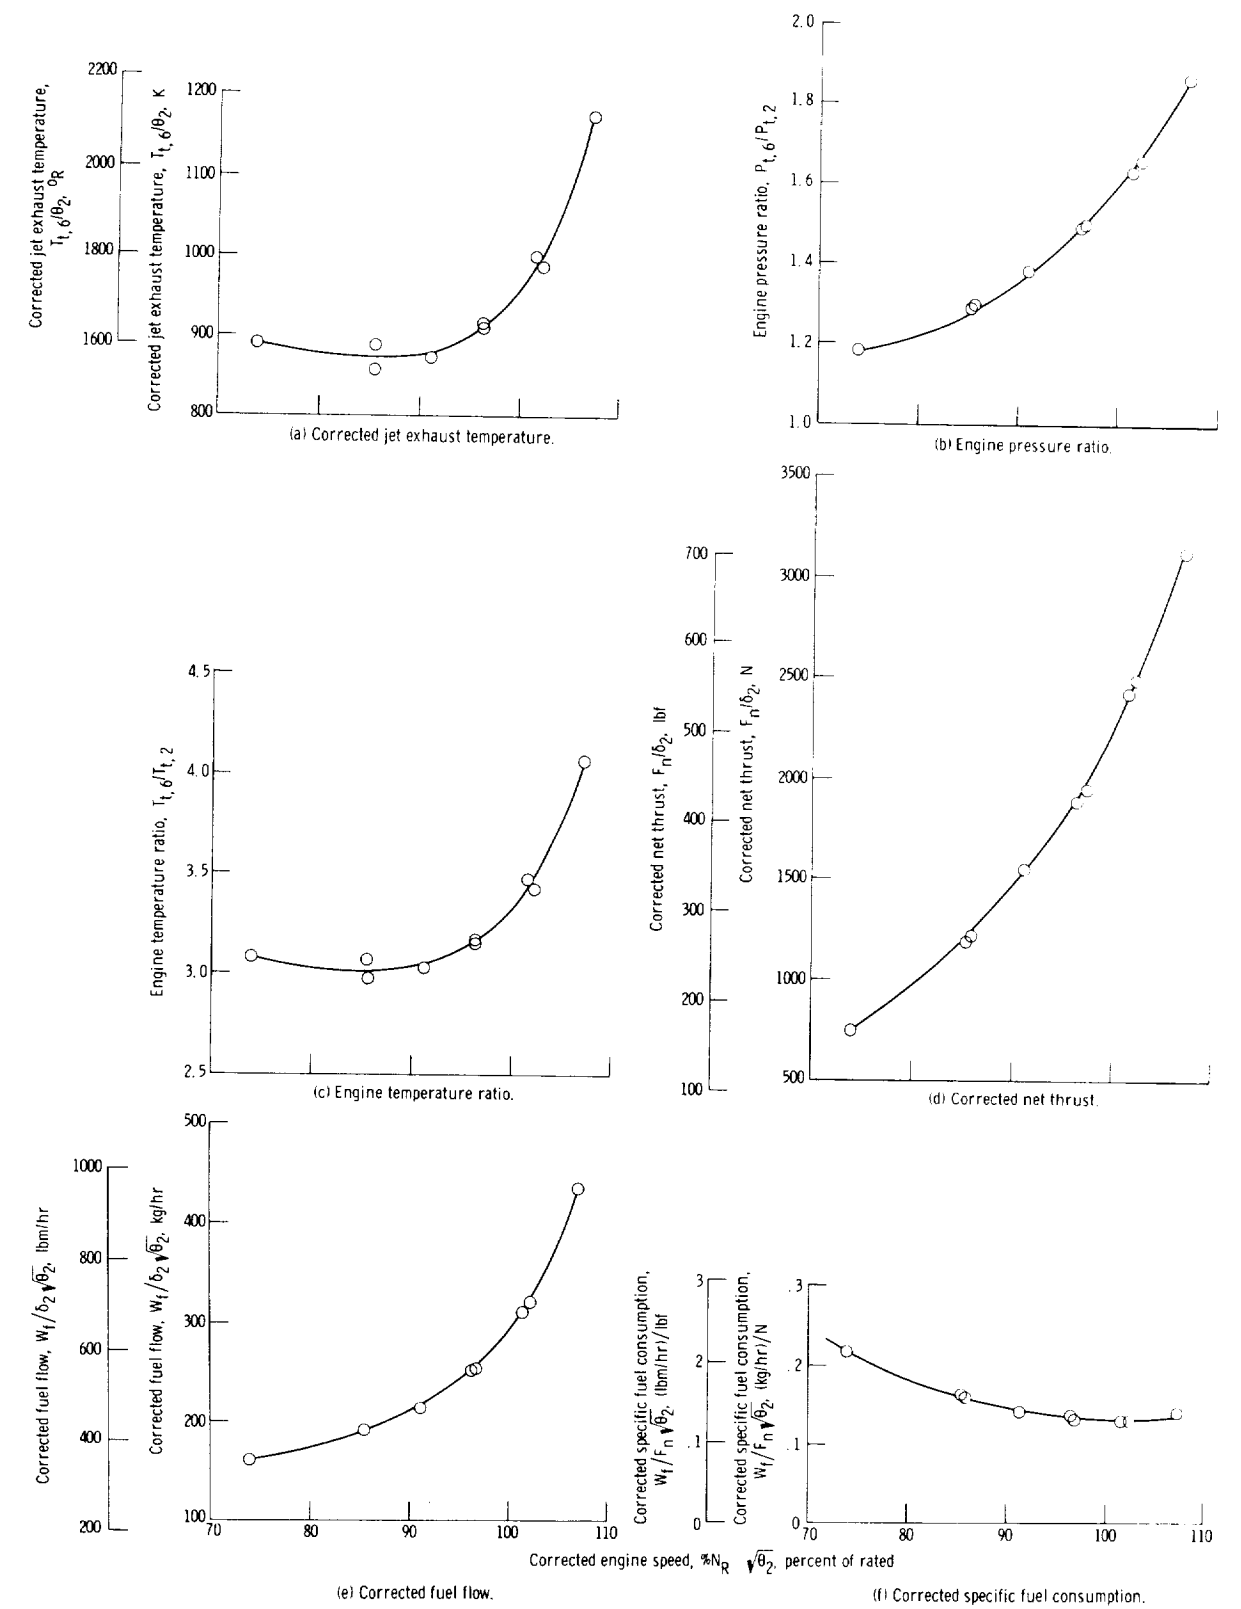 Corrected jet exhaust temperature,
T_t,6/θ_2, °R
2200
2000
1800
1600
Corrected jet exhaust temperature, T_t,6/θ_2, K
1200
1100
1000
900
800
(a) Corrected jet exhaust temperature.
Engine pressure ratio, P_t,6/P_t,2
2.0
1.8
1.6
1.4
1.2
1.0
(b) Engine pressure ratio.
Engine temperature ratio, T_t,6/T_t,2
4.5
4.0
3.5
3.0
2.5
(c) Engine temperature ratio.
Corrected net thrust, F_n/δ_2, lbf
700
600
500
400
300
200
100
Corrected net thrust, F_n/δ_2, N
3500
3000
2500
2000
1500
1000
500
(d) Corrected net thrust.
Corrected fuel flow, W_f/δ_2 √θ_2, lbm/hr
1000
800
600
400
200
Corrected fuel flow, W_f/δ_2 √θ_2, kg/hr
500
400
300
200
100
70 80 90 100 110
Corrected specific fuel consumption,
W_f/F_n √θ_2, (lbm/hr)/lbf
3
2
.1
0
Corrected specific fuel consumption,
W_f/F_n √θ_2, (kg/hr)/N
.3
.2
.1
0
70 80 90 100 110
Corrected engine speed, %N_R √θ_2, percent of rated
(e) Corrected fuel flow.
(f) Corrected specific fuel consumption.